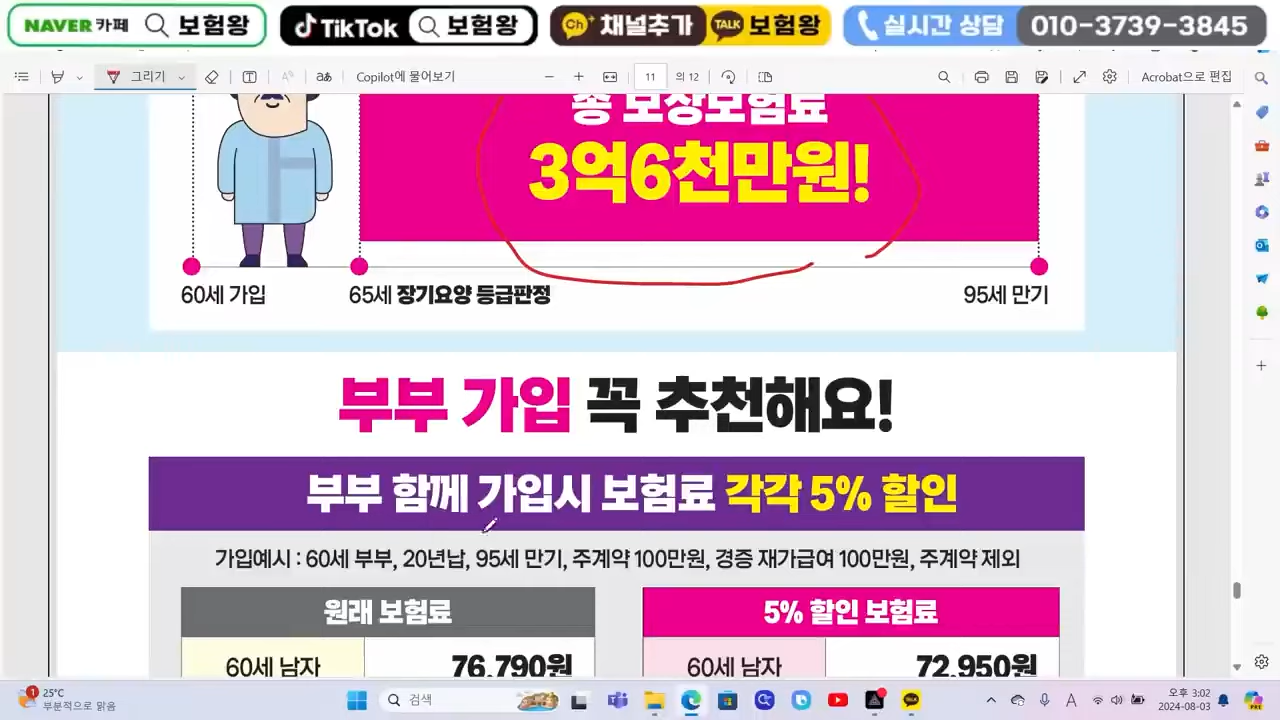 NAVER 카페 보험왕
TikTok 보험왕
Ch+ 채널추가 TALK 보험왕
실시간 상담 010-3739-3845
그리기
Copilot에 물어보기
11 의 12
Acrobat으로 편집
총 보상보험료
3억6천만원!
60세 가입
65세 장기요양 등급판정
95세 만기
부부 가입 꼭 추천해요!
부부 함께 가입시 보험료 각각 5% 할인
가입예시 : 60세 부부, 20년납, 95세 만기, 주계약 100만원, 경증 재가급여 100만원, 주계약 제외
원래 보험료
5% 할인 보험료
60세 남자 76,790원
60세 남자 72,950원
25°C
부분적으로 맑음
검색
A
오후 3:02
2024-08-03